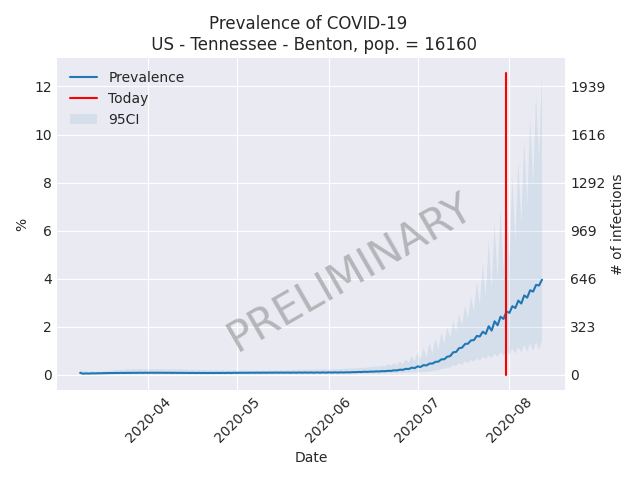 Prevalence of COVID-19
US - Tennessee - Benton, pop. = 16160
Prevalence
Today
95CI
12
10
8
6
4
2
0
%
1939
1616
1292
969
646
323
0
# of infections
PRELIMINARY
2020-04
2020-05
2020-06
2020-07
2020-08
Date